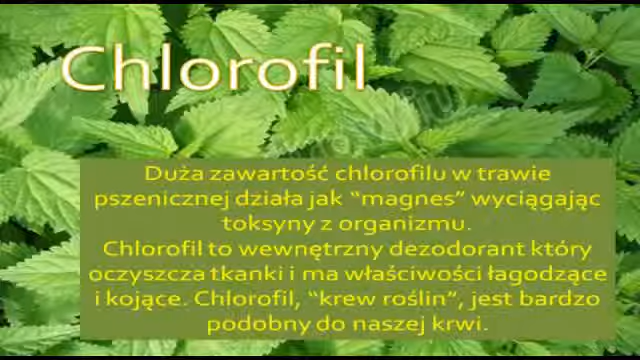 Chlorofil
Duża zawartość chlorofilu w trawie
pszenicznej działa jak “magnes” wyciągając
toksyny z organizmu.
Chlorofil to wewnętrzny dezodorant który
oczyszcza tkanki i ma właściwości łagodzące
i kojące. Chlorofil, “krew roślin”, jest bardzo
podobny do naszej krwi.